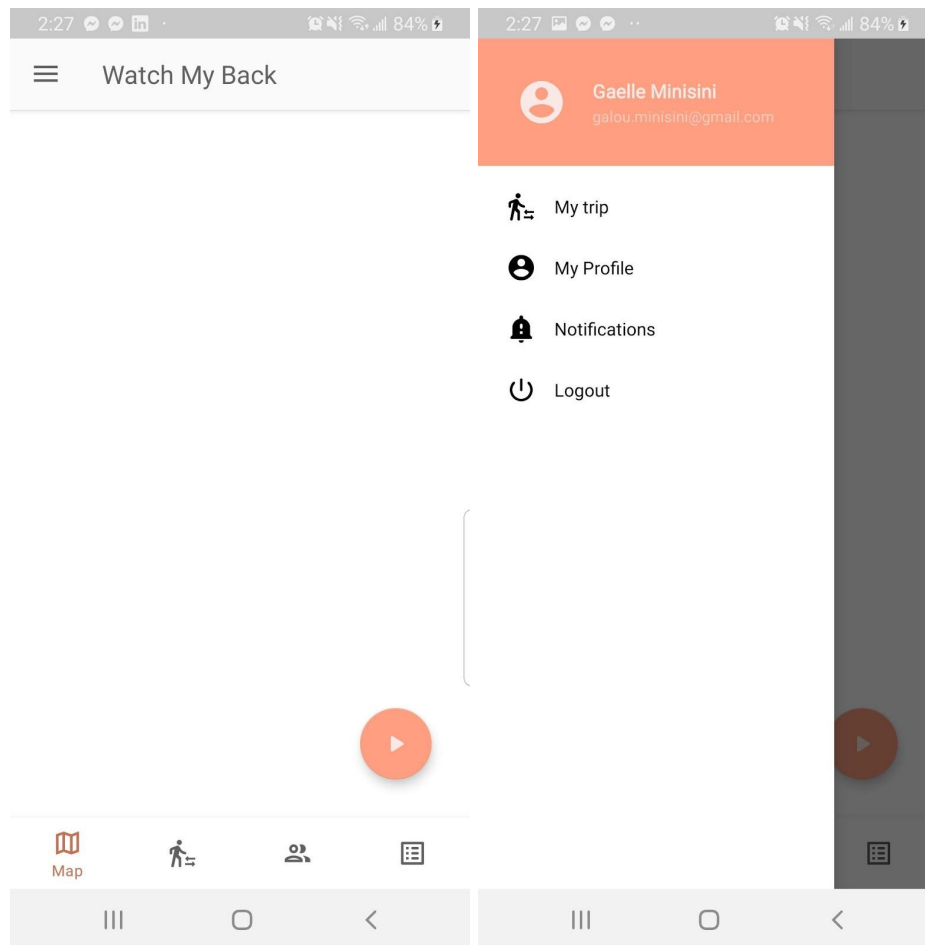 2:27
84%
Watch My Back
Map
2:27
84%
Gaelle Minisini
galou.minisini@gmail.com
My trip
My Profile
Notifications
Logout